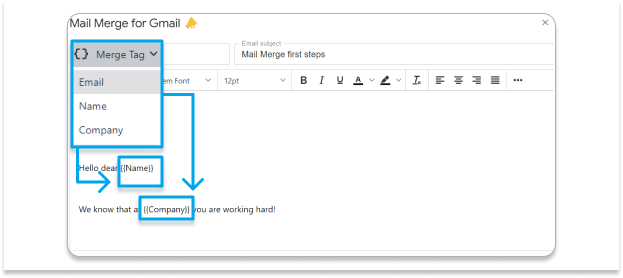 Mail Merge for Gmail
Email subject
{} Merge Tag
Mail Merge first steps
Email
Name
Company
em Font
12pt
B I U A
Hello dear {{Name}}
We know that a {{Company}} you are working hard!